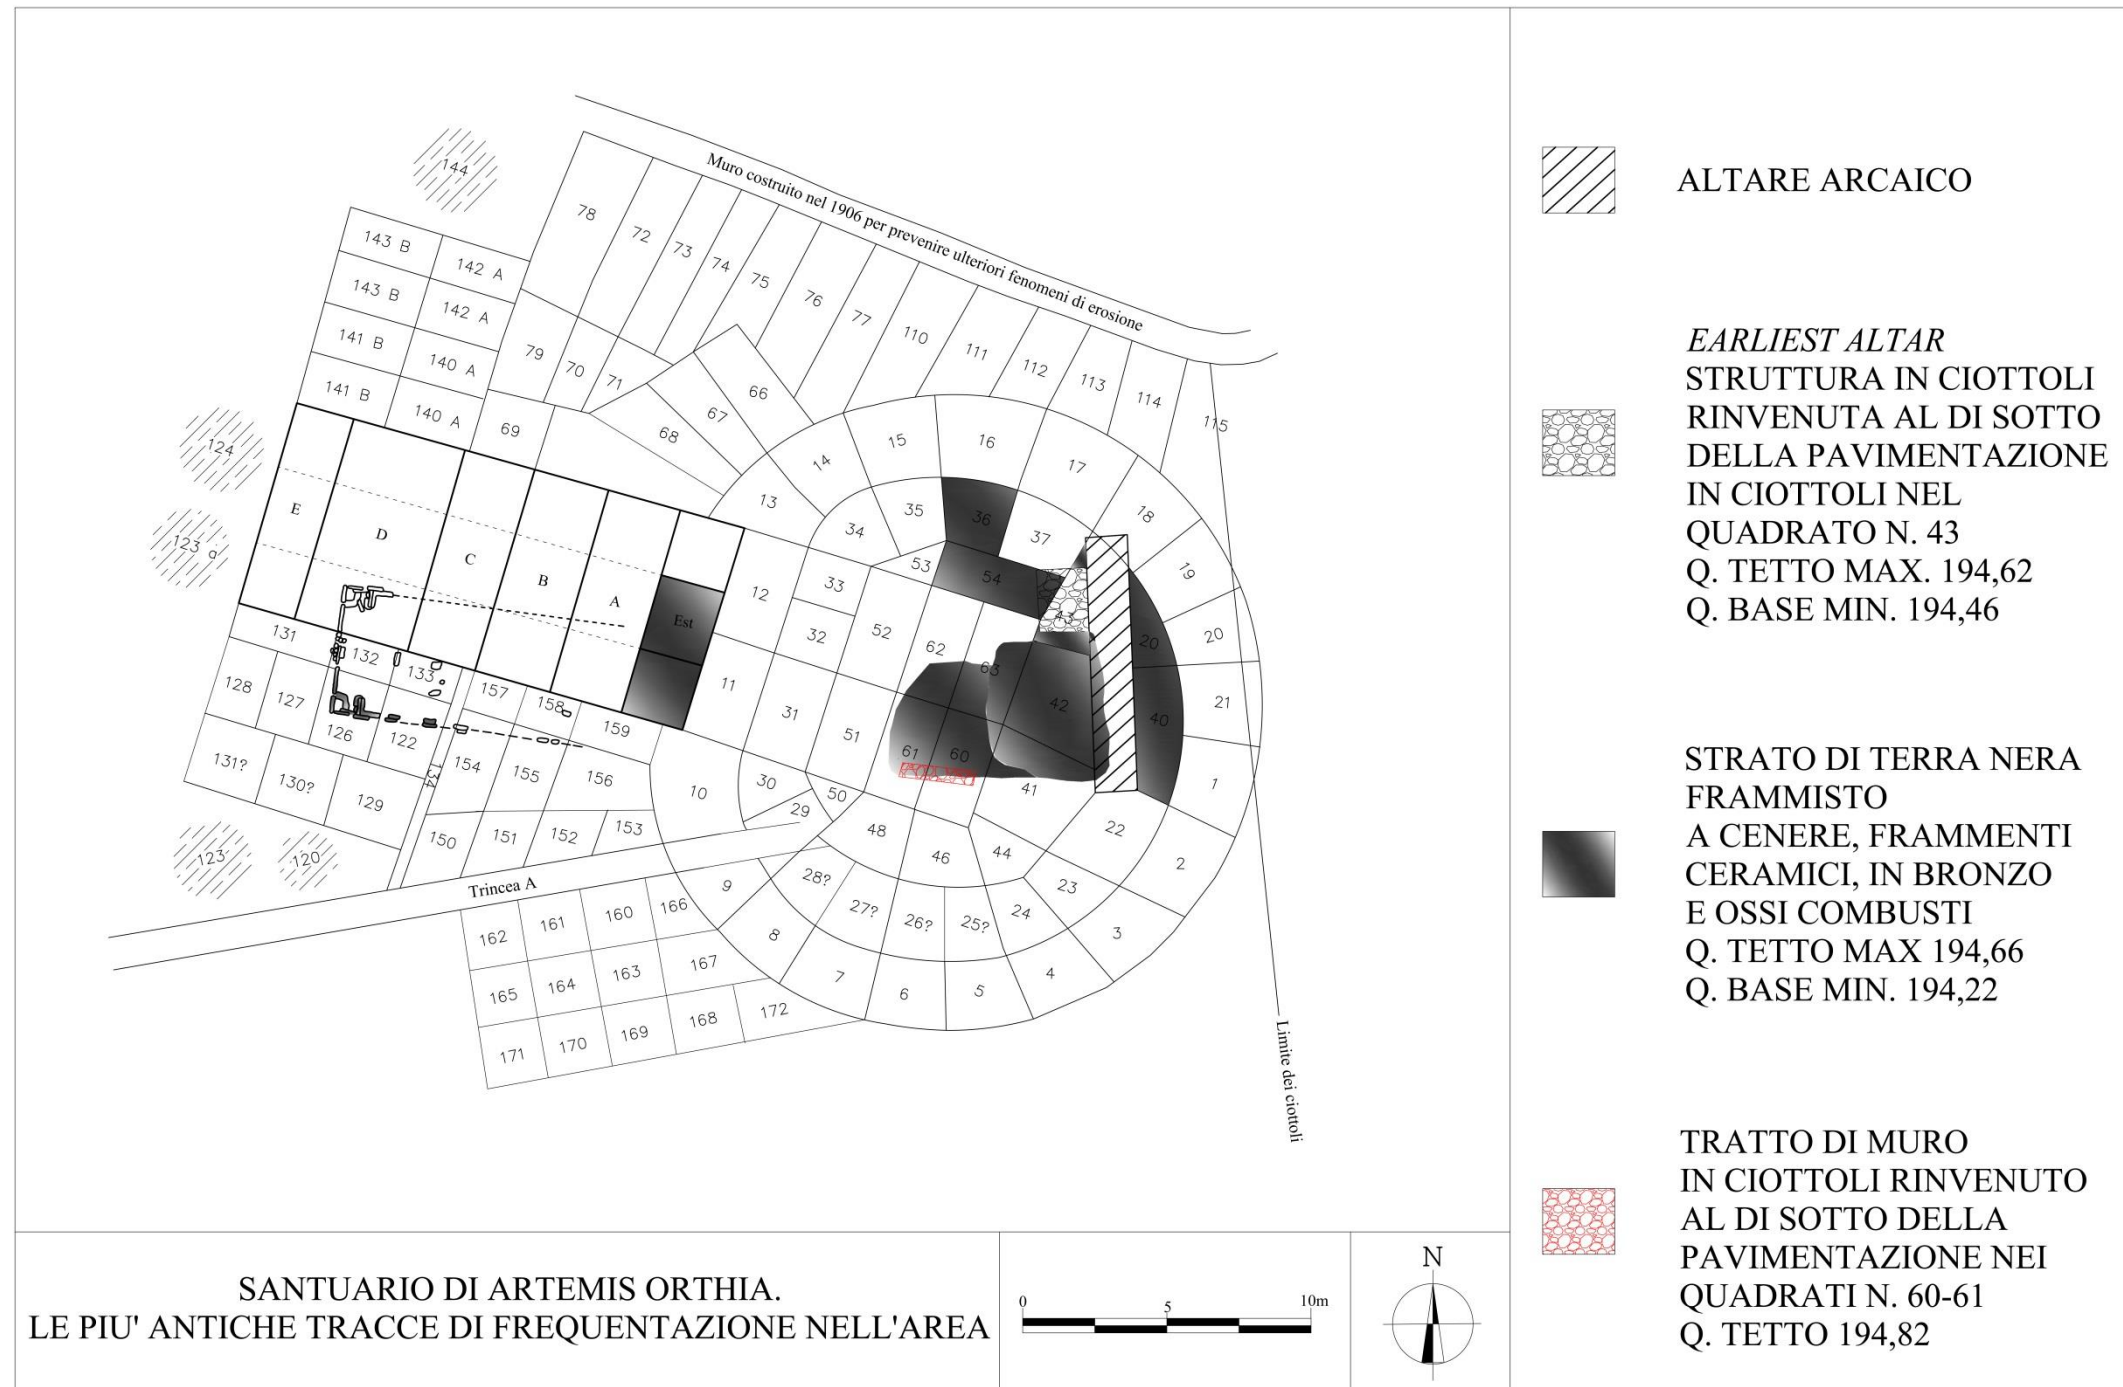 144
Muro costruito nel 1906 per prevenire ulteriori fenomeni di erosione
78
72
73
74
75
76
77
110
111
112
113
114
115
143 B
142 A
143 B
142 A
141 B
140 A
141 B
140 A
79
70
71
69
66
67
68
124
123 a
E
D
C
B
A
Est
13
14
15
16
17
18
19
20
21
1
2
3
4
5
6
7
8
9
10
11
12
34
35
36
37
53
54
33
32
52
62
63
42
20
40
31
51
61
60
41
30
29
50
48
46
44
22
23
24
25?
26?
27?
28?
131
132
133
128
127
126
122
157
158
159
131?
130?
129
134
154
155
156
150
151
152
153
123
120
Trincea A
162
161
160
166
165
164
163
167
171
170
169
168
172
Limite dei ciottoli
ALTARE ARCAICO
EARLIEST ALTAR
STRUTTURA IN CIOTTOLI
RINVENUTA AL DI SOTTO
DELLA PAVIMENTAZIONE
IN CIOTTOLI NEL
QUADRATO N. 43
Q. TETTO MAX. 194,62
Q. BASE MIN. 194,46
STRATO DI TERRA NERA
FRAMMISTO
A CENERE, FRAMMENTI
CERAMICI, IN BRONZO
E OSSI COMBUSTI
Q. TETTO MAX 194,66
Q. BASE MIN. 194,22
TRATTO DI MURO
IN CIOTTOLI RINVENUTO
AL DI SOTTO DELLA
PAVIMENTAZIONE NEI
QUADRATI N. 60-61
Q. TETTO 194,82
SANTUARIO DI ARTEMIS ORTHIA.
LE PIU' ANTICHE TRACCE DI FREQUENTAZIONE NELL'AREA
0 5 10m
N